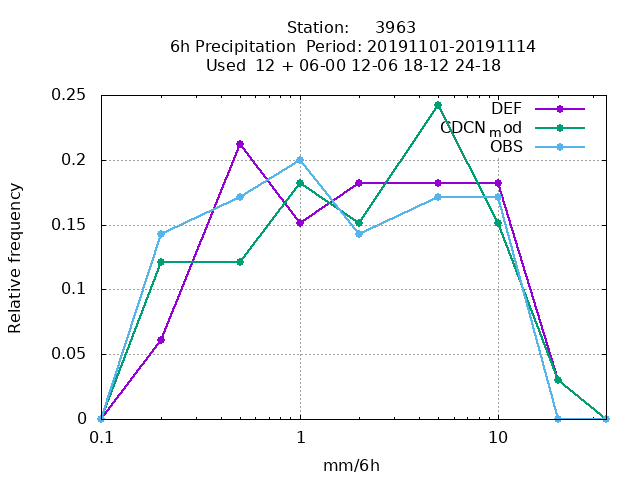 Station: 3963
6h Precipitation Period: 20191101-20191114
Used 12 + 06-00 12-06 18-12 24-18
DEF
CDCN_mod
OBS
0.25
0.2
0.15
0.1
0.05
0
Relative frequency
0.1 1 10
mm/6h